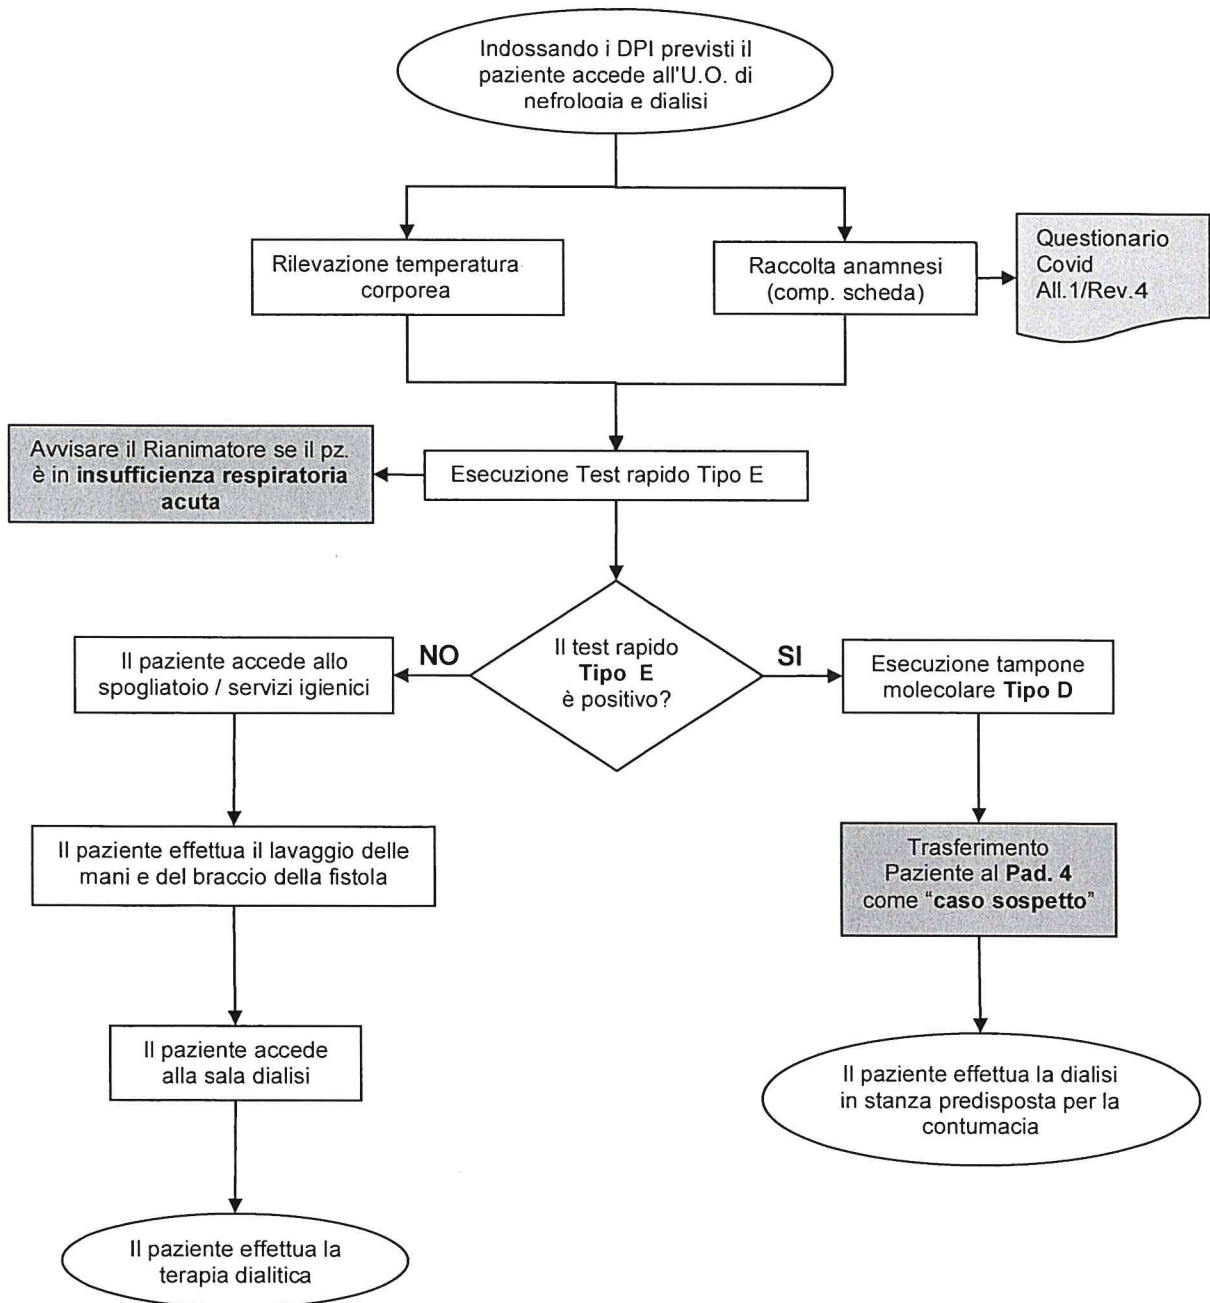 Indossando i DPI previsti il
paziente accede all'U.O. di
nefrologia e dialisi
Rilevazione temperatura
corporea
Raccolta anamnesi
(comp. scheda)
Questionario
Covid
All.1/Rev.4
Avvisare il Rianimatore se il pz.
è in insufficienza respiratoria
acuta
Esecuzione Test rapido Tipo E
Il paziente accede allo
spogliatoio / servizi igienici
NO
Il test rapido
Tipo E
è positivo?
SI
Esecuzione tampone
molecolare Tipo D
Il paziente effettua il lavaggio delle
mani e del braccio della fistola
Trasferimento
Paziente al Pad. 4
come “caso sospetto”
Il paziente accede
alla sala dialisi
Il paziente effettua la dialisi
in stanza predisposta per la
contumacia
Il paziente effettua la
terapia dialitica